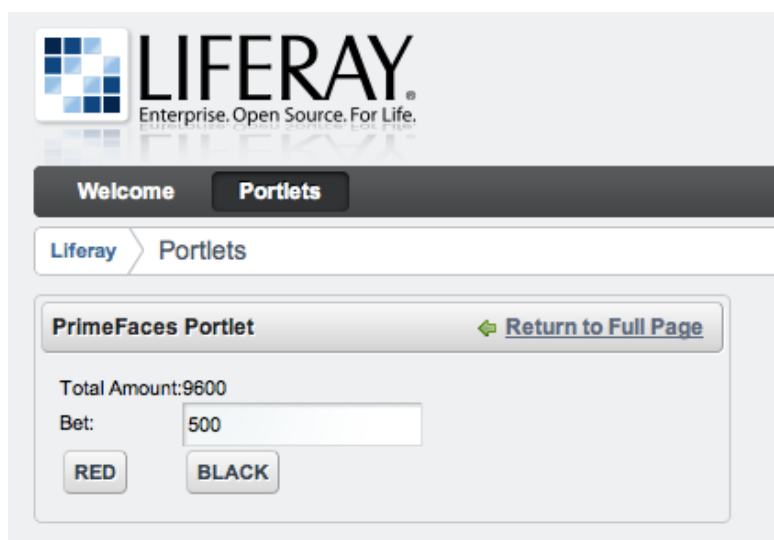 LIFERAY®
Enterprise. Open Source. For Life.
Welcome Portlets
Liferay Portlets
PrimeFaces Portlet Return to Full Page
Total Amount:9600
Bet: 500
RED BLACK